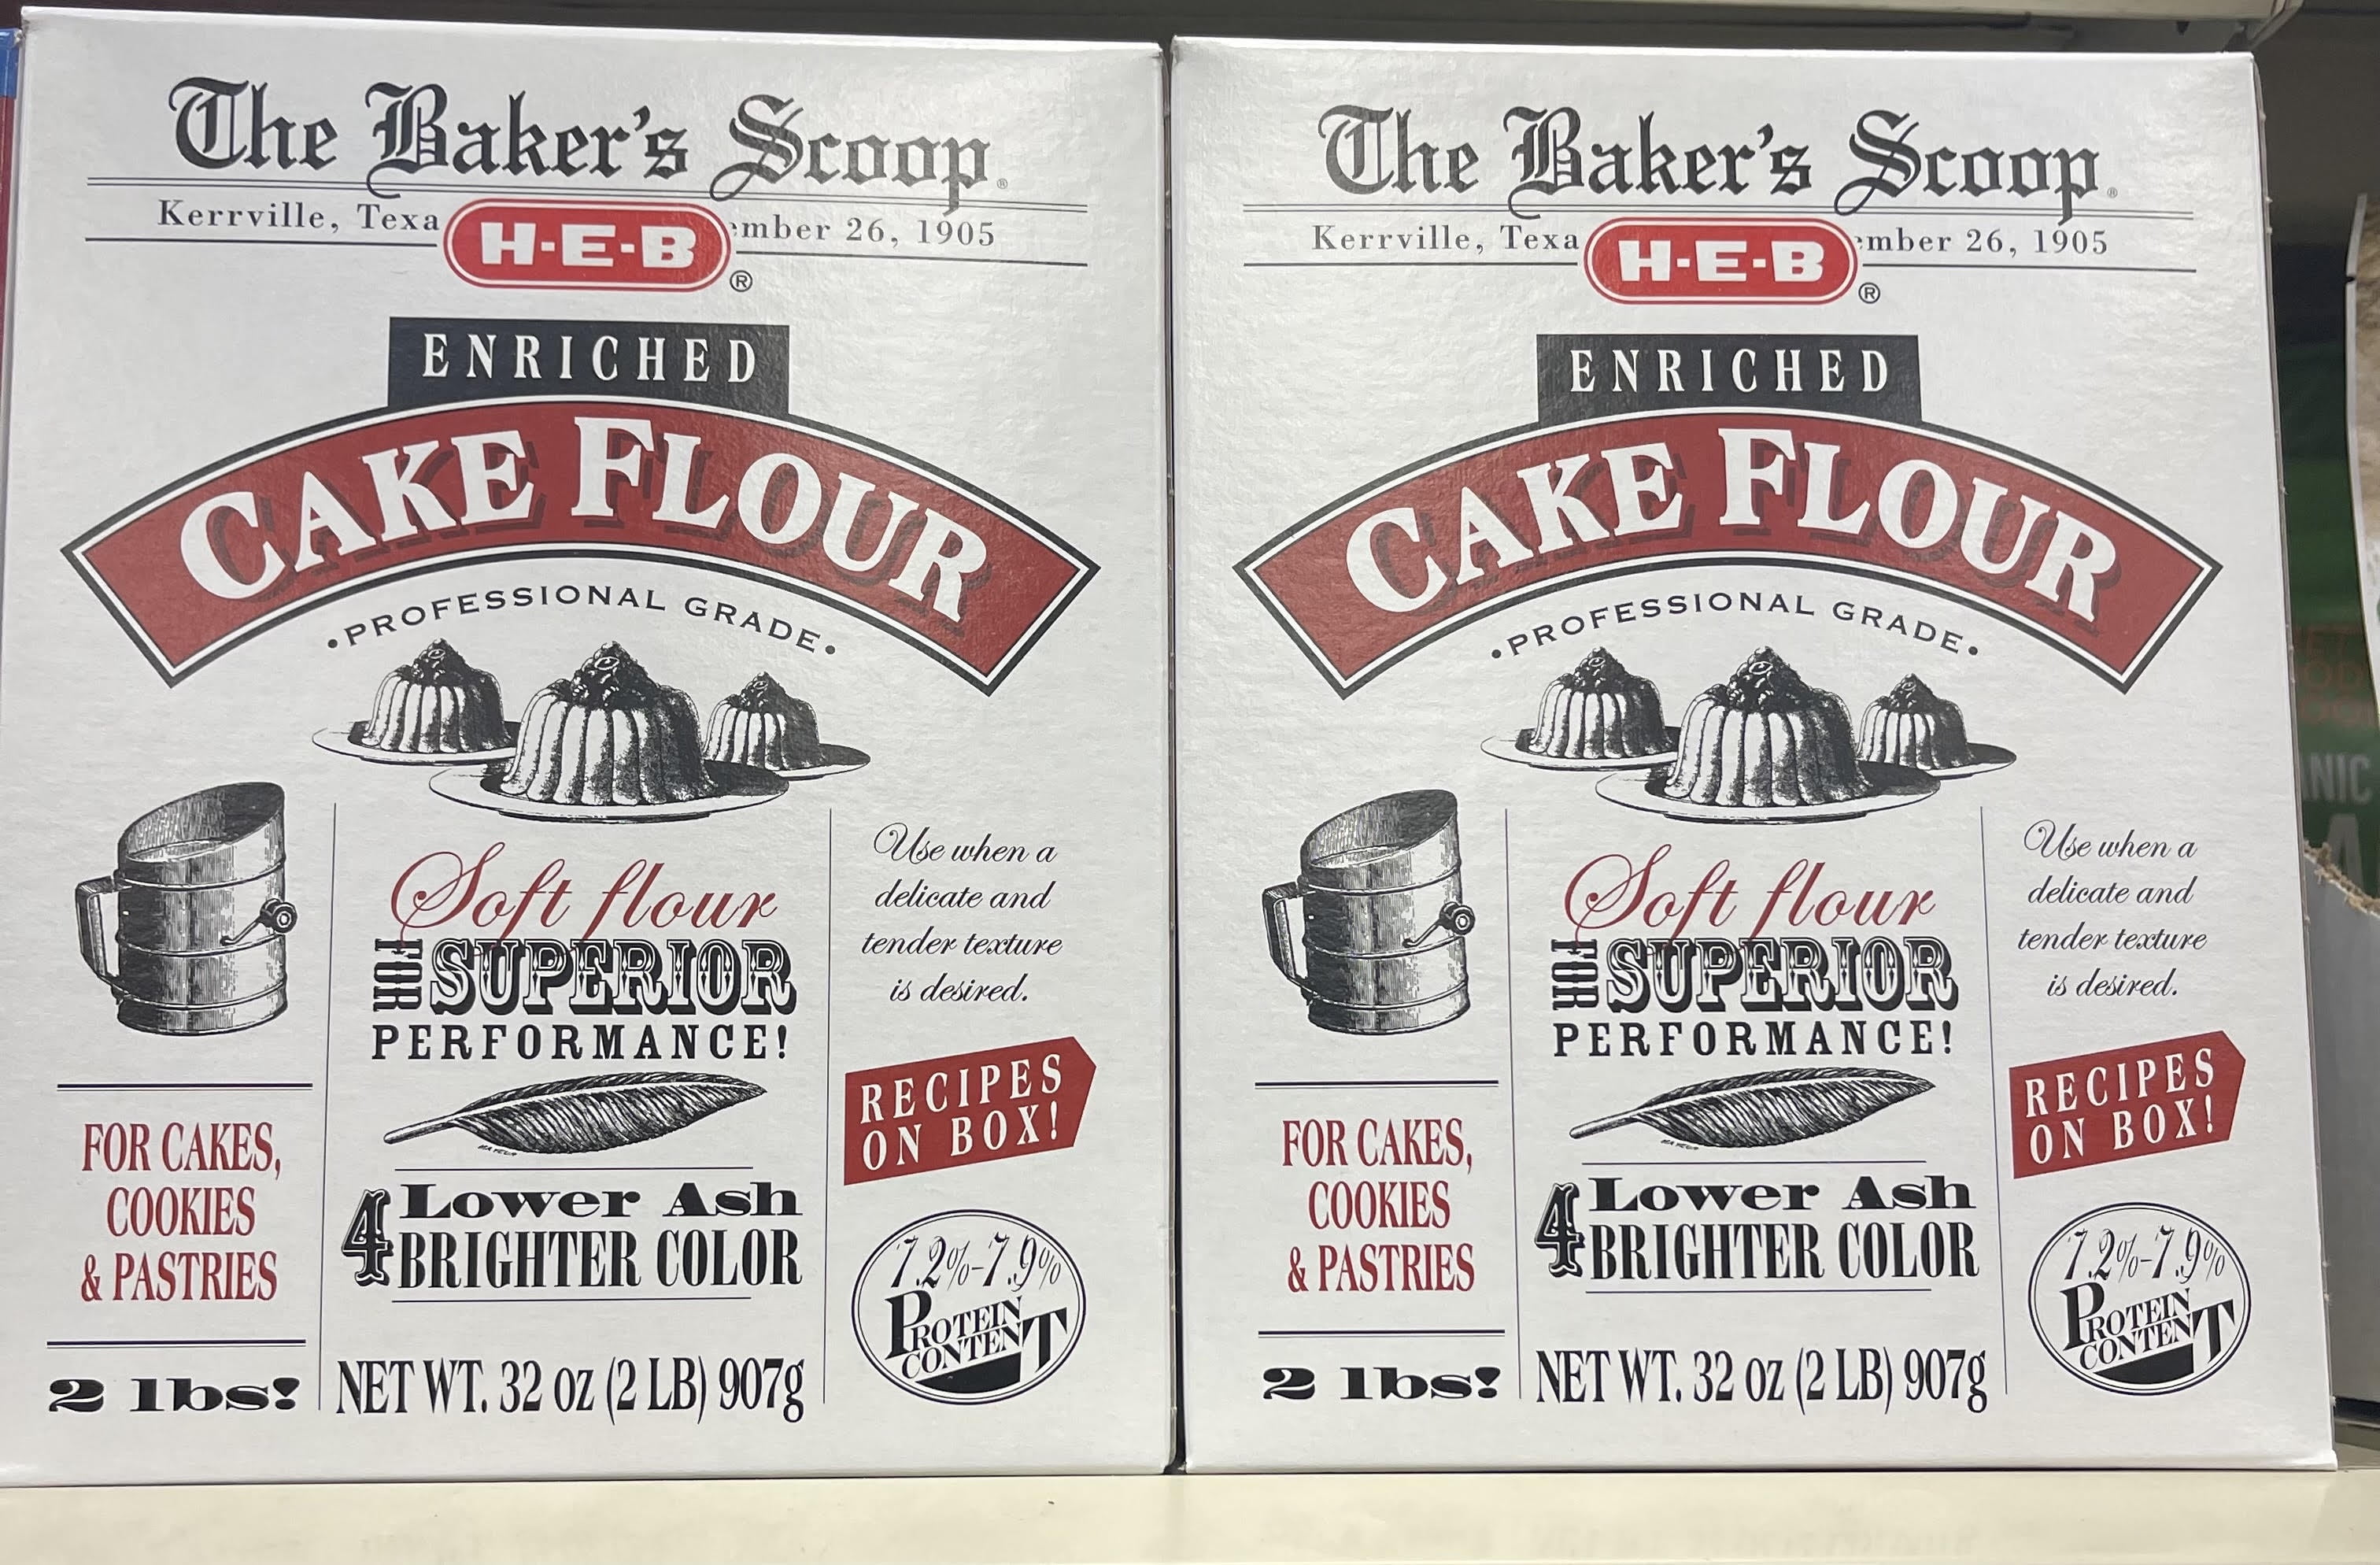 The Baker's Scoop®
Kerrville, Texa
H-E-B®
ember 26, 1905
ENRICHED
CAKE FLOUR
•PROFESSIONAL GRADE•
Soft flour
FOR SUPERIOR
PERFORMANCE!
Use when a
delicate and
tender texture
is desired.
RECIPES
ON BOX!
FOR CAKES,
COOKIES
& PASTRIES
4 Lower Ash
BRIGHTER COLOR
7.2%-7.9%
PROTEIN
CONTENT
2 lbs!
NET WT. 32 oz (2 LB) 907g
The Baker's Scoop®
Kerrville, Texa
H-E-B®
ember 26, 1905
ENRICHED
CAKE FLOUR
•PROFESSIONAL GRADE•
Soft flour
FOR SUPERIOR
PERFORMANCE!
Use when a
delicate and
tender texture
is desired.
RECIPES
ON BOX!
FOR CAKES,
COOKIES
& PASTRIES
4 Lower Ash
BRIGHTER COLOR
7.2%-7.9%
PROTEIN
CONTENT
2 lbs!
NET WT. 32 oz (2 LB) 907g
NIC